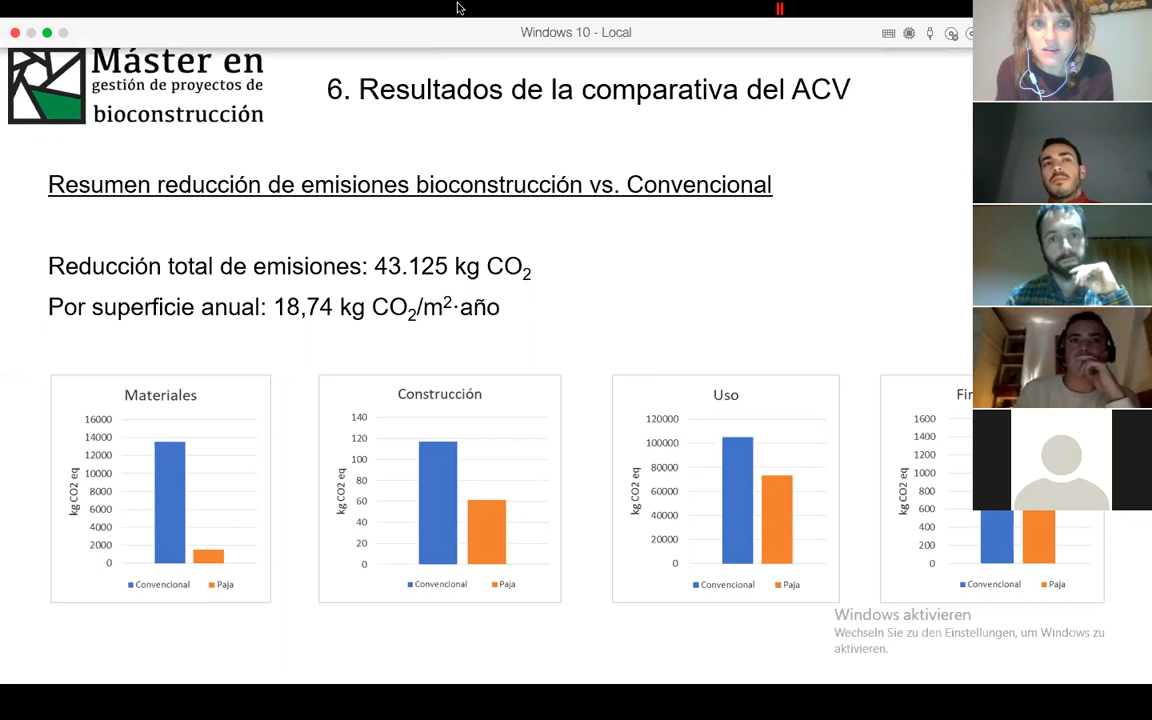 Windows 10 - Local
Máster en
gestión de proyectos de
bioconstrucción
6. Resultados de la comparativa del ACV
Resumen reducción de emisiones bioconstrucción vs. Convencional
Reducción total de emisiones: 43.125 kg CO₂
Por superficie anual: 18,74 kg CO₂/m²·año
Materiales
16000
14000
12000
10000
8000
6000
4000
2000
0
kg CO2 eq
Convencional Paja
Construcción
140
120
100
80
60
40
20
0
kg CO2 eq
Convencional Paja
Uso
120000
100000
80000
60000
40000
20000
0
kg CO2 eq
Convencional Paja
1600
1400
1200
1000
800
600
400
200
0
kg CO2 eq
Convencional Paja
Windows aktivieren
Wechseln Sie zu den Einstellungen, um Windows zu
aktivieren.